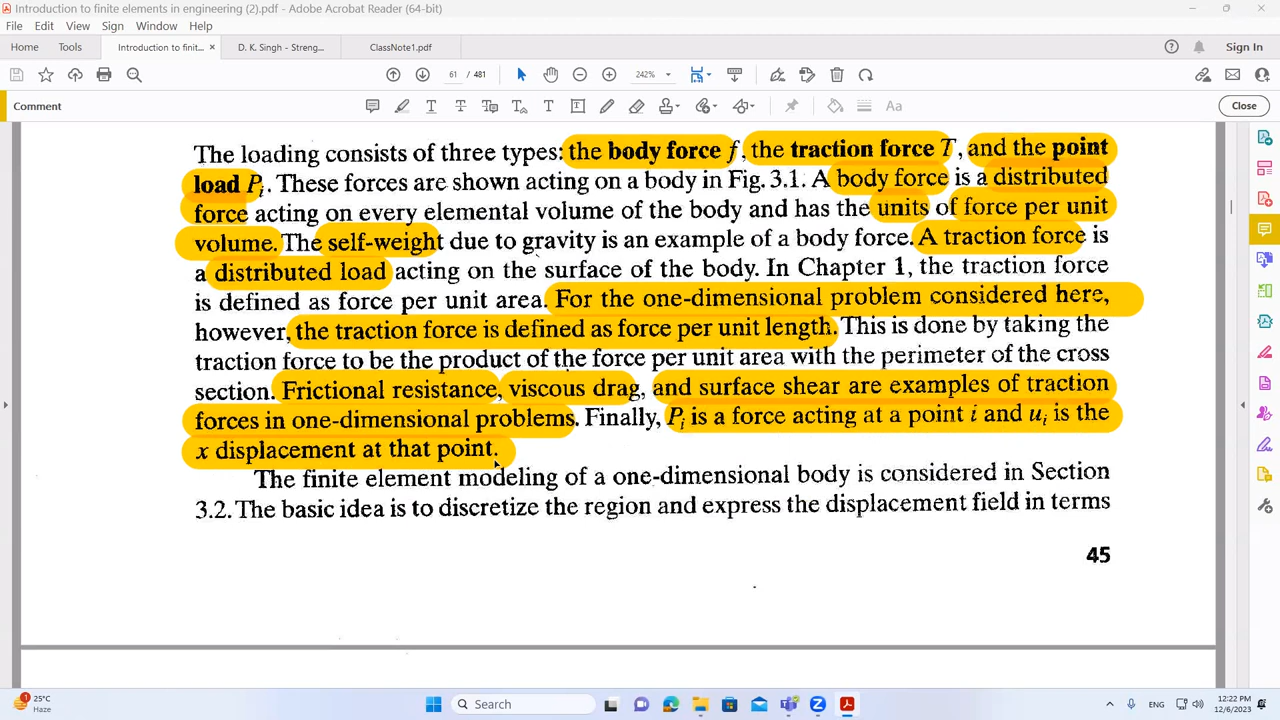 Introduction to finite elements in engineering (2).pdf - Adobe Acrobat Reader (64-bit)
File Edit View Sign Window Help
Home Tools Introduction to finit... × D. K. Singh - Streng... ClassNote1.pdf Sign In
61 / 481 242%
Comment Close
The loading consists of three types: the body force f, the traction force T, and the point
load Pi. These forces are shown acting on a body in Fig. 3.1. A body force is a distributed
force acting on every elemental volume of the body and has the units of force per unit
volume. The self-weight due to gravity is an example of a body force. A traction force is
a distributed load acting on the surface of the body. In Chapter 1, the traction force
is defined as force per unit area. For the one-dimensional problem considered here,
however, the traction force is defined as force per unit length. This is done by taking the
traction force to be the product of the force per unit area with the perimeter of the cross
section. Frictional resistance, viscous drag, and surface shear are examples of traction
forces in one-dimensional problems. Finally, Pi is a force acting at a point i and ui is the
x displacement at that point.
The finite element modeling of a one-dimensional body is considered in Section
3.2. The basic idea is to discretize the region and express the displacement field in terms
45
25°C
Haze
Search
ENG
12:22 PM
12/6/2023